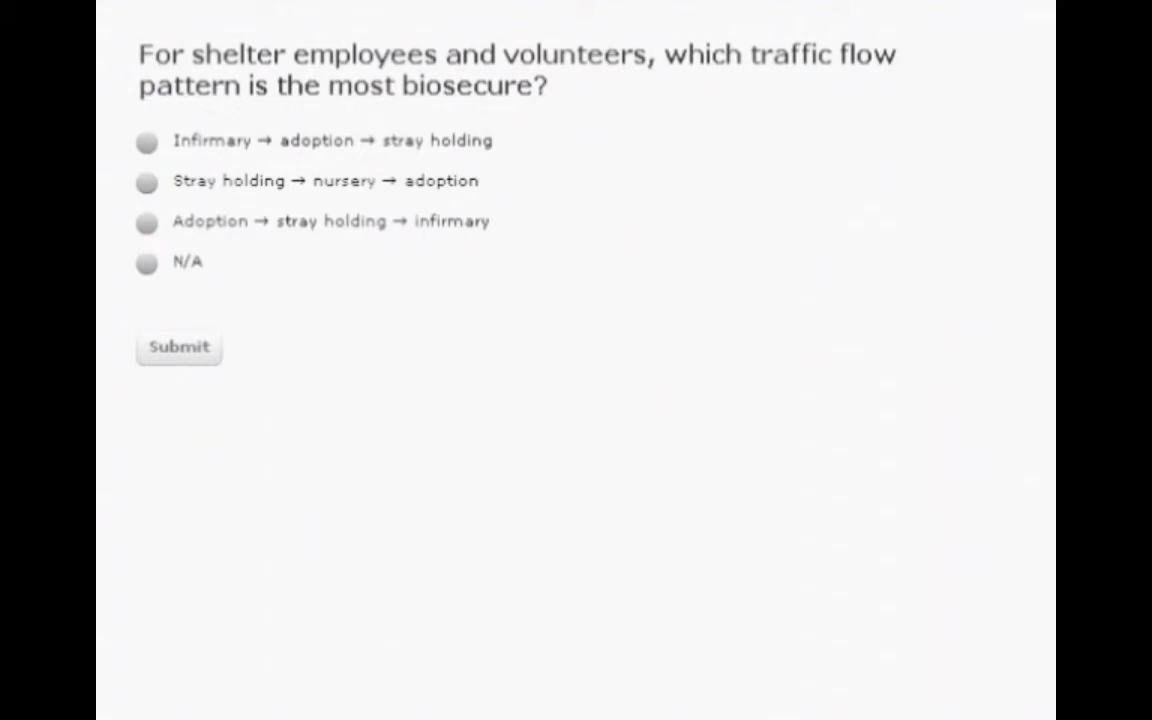 For shelter employees and volunteers, which traffic flow
pattern is the most biosecure?
Infirmary → adoption → stray holding
Stray holding → nursery → adoption
Adoption → stray holding → infirmary
N/A
Submit